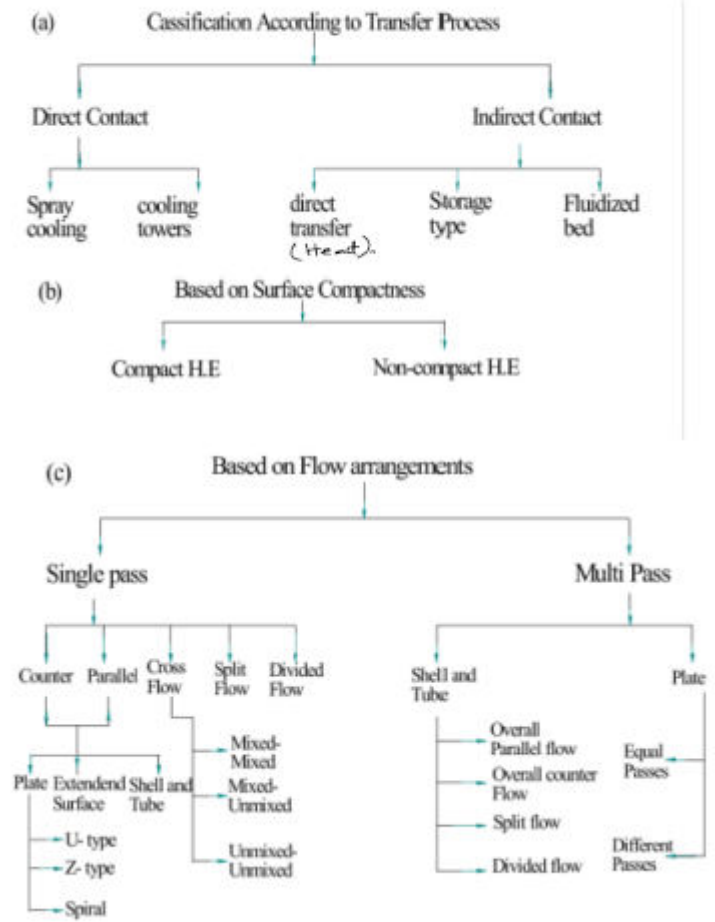 (a)
Cassification According to Transfer Process
Direct Contact
Indirect Contact
Spray
cooling
cooling
towers
direct
transfer
(Heat).
Storage
type
Fluidized
bed
(b)
Based on Surface Compactness
Compact H.E
Non-compact H.E
(c)
Based on Flow arrangements
Single pass
Multi Pass
Counter
Parallel
Cross
Flow
Split
Flow
Divided
Flow
Plate
Extendend
Surface
Shell and
Tube
U- type
Z- type
Spiral
Mixed-
Mixed
Mixed-
Unmixed
Unmixed-
Unmixed
Shell and
Tube
Plate
Overall
Parallel flow
Overall counter
Flow
Split flow
Divided flow
Equal
Passes
Different
Passes